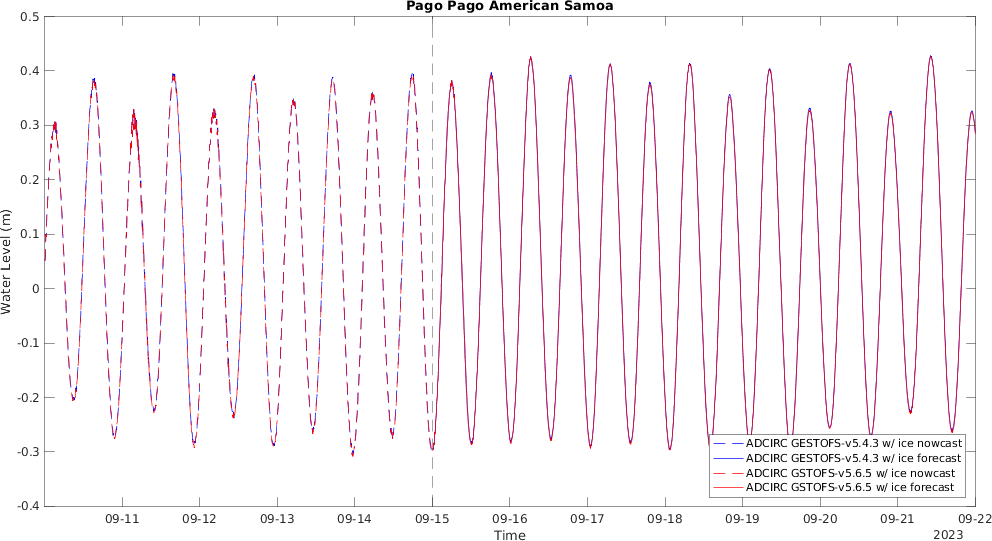 Pago Pago American Samoa
0.5
0.4
0.3
0.2
0.1
0
-0.1
-0.2
-0.3
-0.4
Water Level (m)
ADCIRC GESTOFS-v5.4.3 w/ ice nowcast
ADCIRC GESTOFS-v5.4.3 w/ ice forecast
ADCIRC GSTOFS-v5.6.5 w/ ice nowcast
ADCIRC GSTOFS-v5.6.5 w/ ice forecast
09-11 09-12 09-13 09-14 09-15 09-16 09-17 09-18 09-19 09-20 09-21 09-22
Time
2023